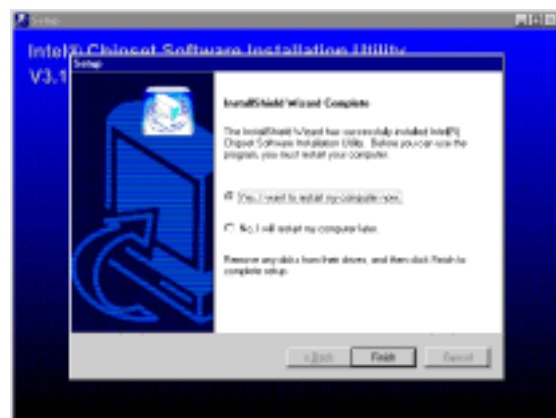 Setup
Intel® Chipset Software Installation Utility
V3.1
Setup
InstallShield Wizard Complete
The InstallShield Wizard has successfully installed Intel(R)
Chipset Software Installation Utility. Before you can use the
program, you must restart your computer.
Yes, I want to restart my computer now.
No, I will restart my computer later.
Remove any disks from their drives, and then click Finish to
complete setup.
< Back
Finish
Cancel